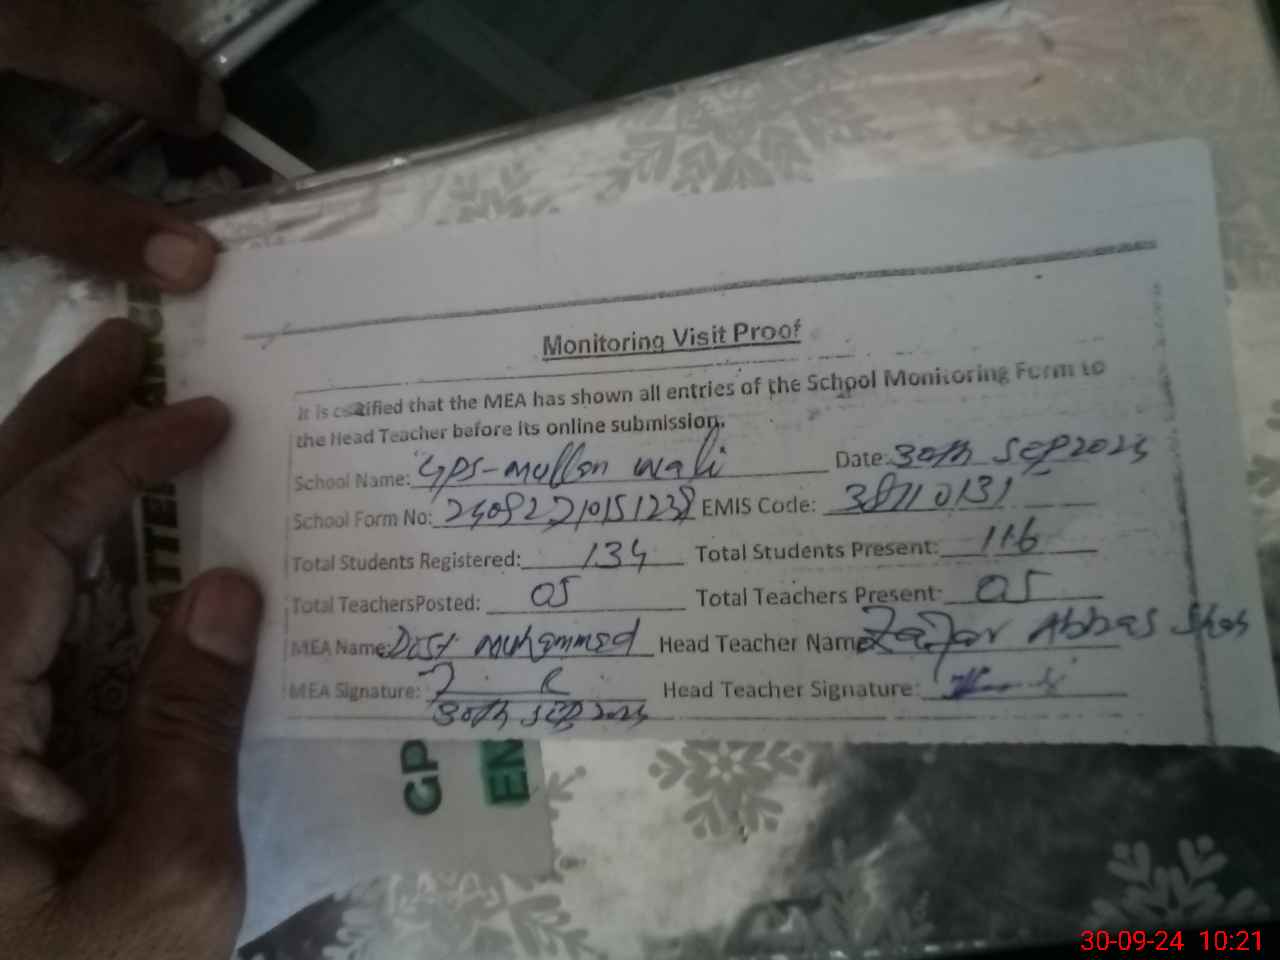 Monitoring Visit Proof
It is certified that the MEA has shown all entries of the School Monitoring Form to
the Head Teacher before its online submission.
School Name: GPS-Mullan wali Date: 30th SEP 2024
School Form No: EMIS Code: 38110131
Total Students Registered: 134 Total Students Present: 116
Total TeachersPosted: 05 Total Teachers Present: 05
MEA Name: Dost Muhammed Head Teacher Name: Zafar Abbas Shah
MEA Signature: Head Teacher Signature:
30th SEP 2024
GP
EM
30-09-24 10:21